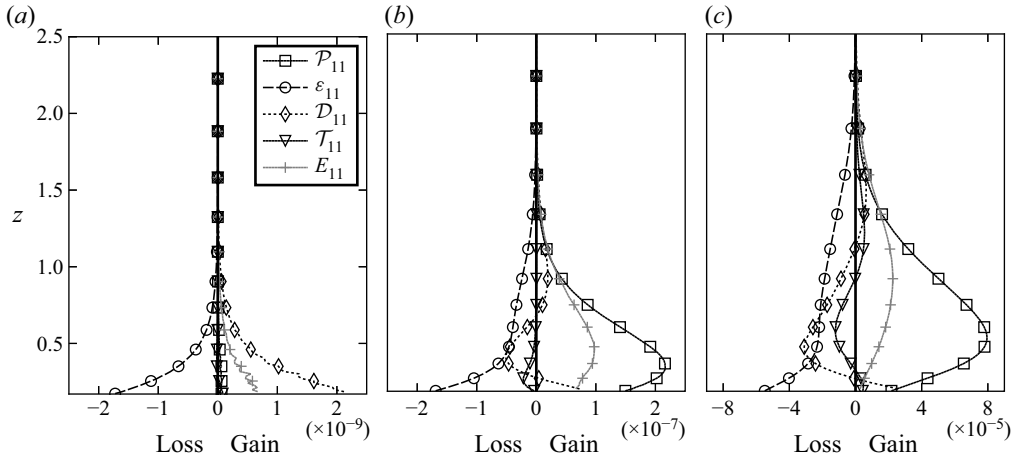 (a)
(b)
(c)
2.5
2.0
1.5
z
1.0
0.5
𝒫₁₁
ε₁₁
𝒟₁₁
𝒯₁₁
E₁₁
−2 −1 0 1 2
(×10⁻⁹)
Loss Gain
−2 −1 0 1 2
(×10⁻⁷)
Loss Gain
−8 −4 0 4 8
(×10⁻⁵)
Loss Gain